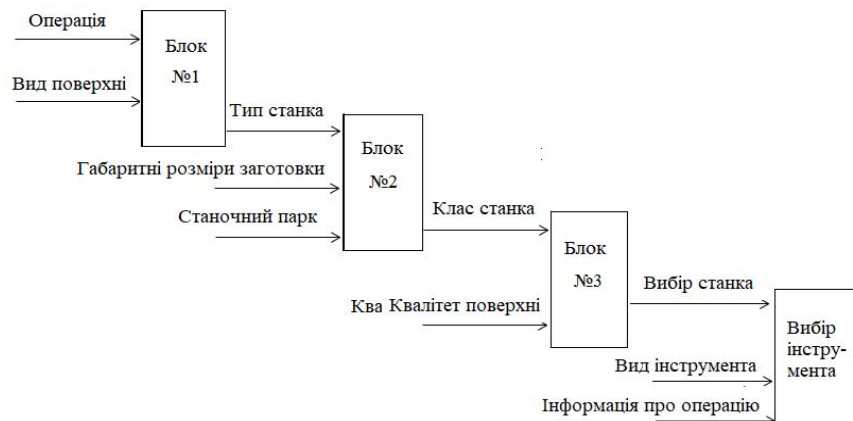 Операція
Блок
№1
Вид поверхні
Тип станка
Блок
№2
Габаритні розміри заготовки
Станочний парк
Клас станка
Блок
№3
Ква Квалітет поверхні
Вибір станка
Вибір
інстру-
мента
Вид інструмента
Інформація про операцію